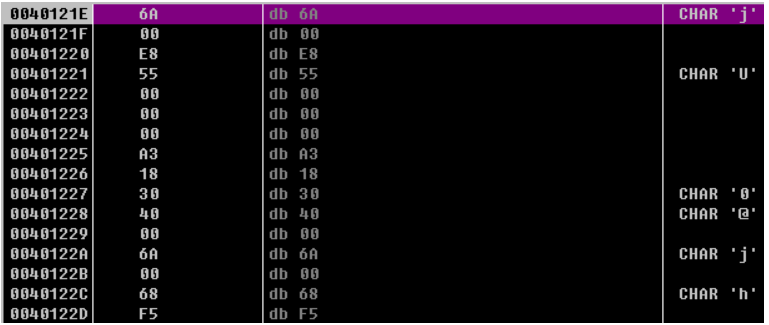 0040121E 6A db 6A CHAR 'j'
0040121F 00 db 00
00401220 E8 db E8
00401221 55 db 55 CHAR 'U'
00401222 00 db 00
00401223 00 db 00
00401224 00 db 00
00401225 A3 db A3
00401226 18 db 18
00401227 30 db 30 CHAR '0'
00401228 40 db 40 CHAR '@'
00401229 00 db 00
0040122A 6A db 6A CHAR 'j'
0040122B 00 db 00
0040122C 68 db 68 CHAR 'h'
0040122D F5 db F5